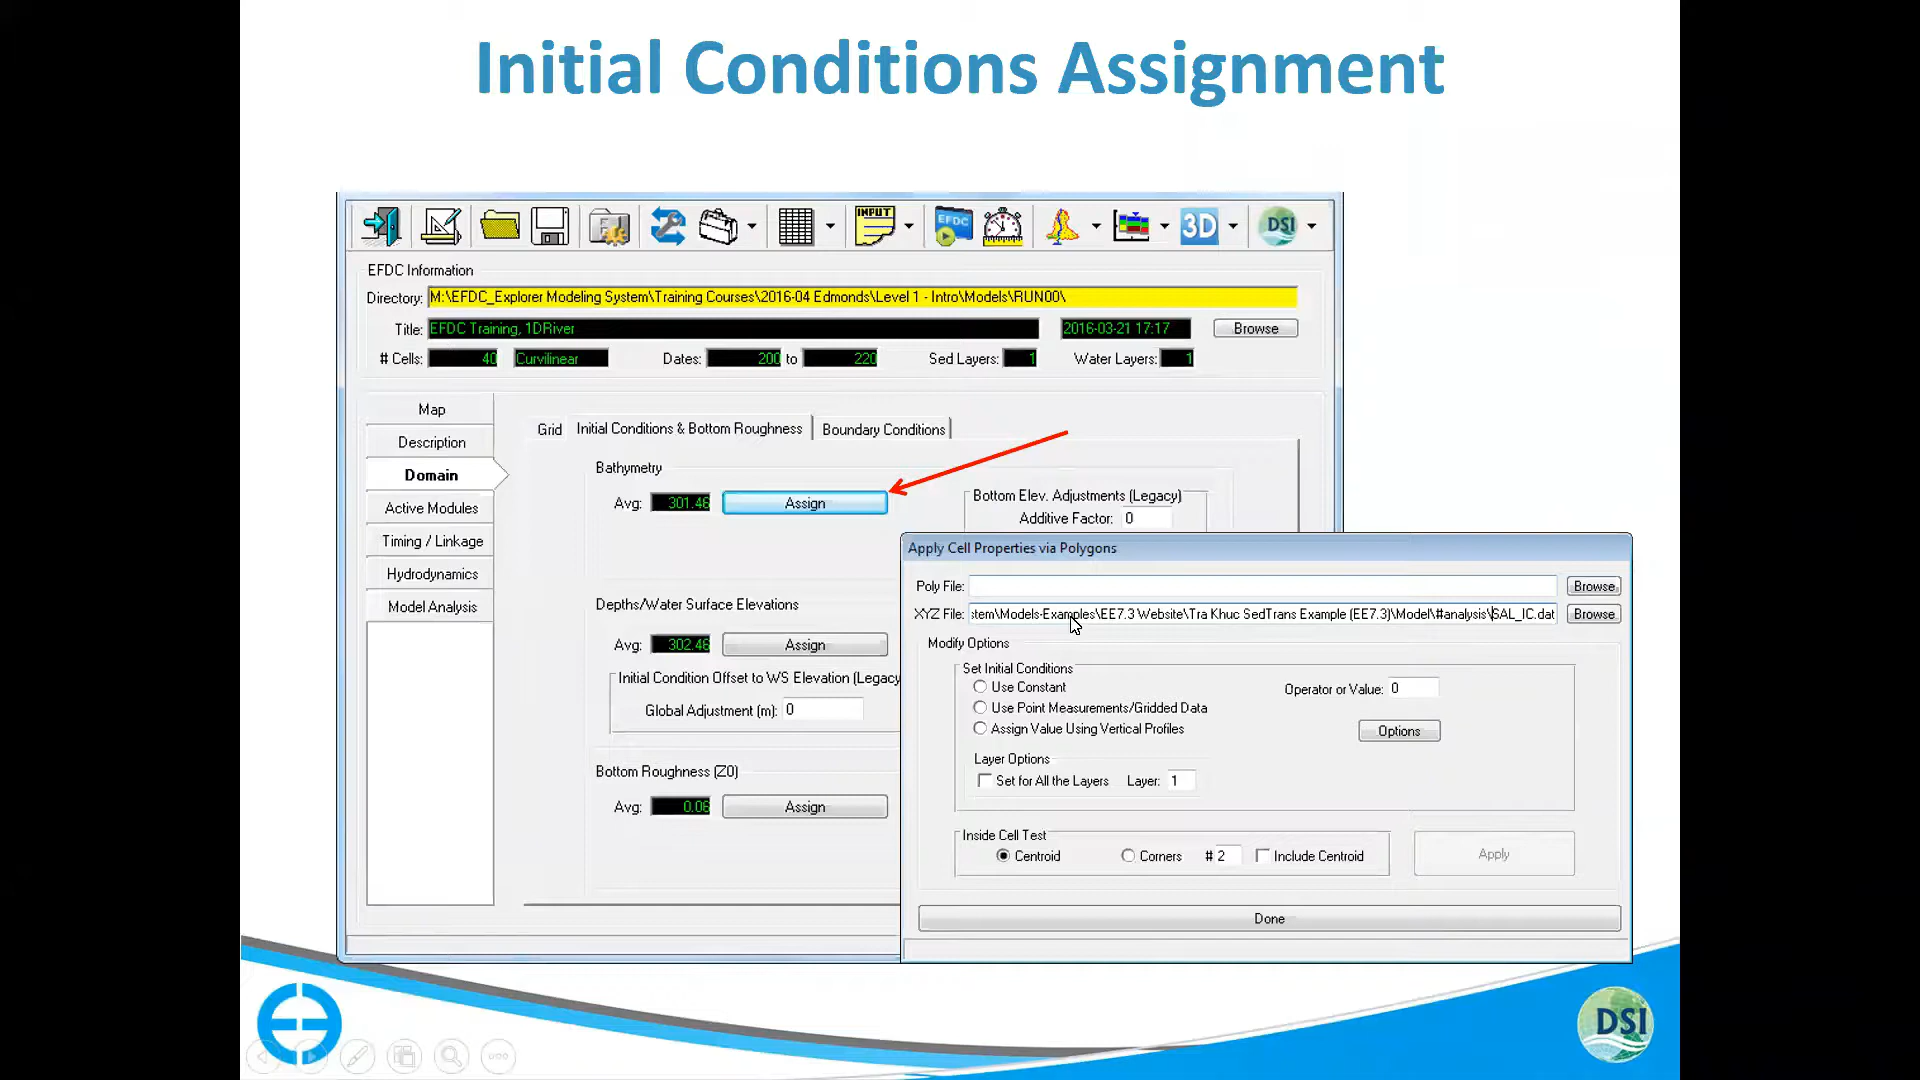 Initial Conditions Assignment
INPUT
EFDC
3D
DSI
EFDC Information
Directory: M:\EFDC_Explorer Modeling System\Training Courses\2016-04 Edmonds\Level 1 - Intro\Models\RUN00\
Title: EFDC Training, 1DRiver 2016-03-21 17:17 Browse
# Cells: 40 Curvilinear Dates: 200 to 220 Sed Layers: 1 Water Layers: 1
Map
Description
Domain
Active Modules
Timing / Linkage
Hydrodynamics
Model Analysis
Grid Initial Conditions & Bottom Roughness Boundary Conditions
Bathymetry
Avg: 301.46 Assign
Bottom Elev. Adjustments (Legacy)
Additive Factor: 0
Depths/Water Surface Elevations
Avg: 302.46 Assign
Initial Condition Offset to WS Elevation (Legacy
Global Adjustment (m): 0
Bottom Roughness (Z0)
Avg: 0.06 Assign
Apply Cell Properties via Polygons
Poly File: Browse
XYZ File: stem\Models-Examples\EE7.3 Website\Tra Khuc SedTrans Example (EE7.3)\Model\#analysis\SAL_IC.dat Browse
Modify Options
Set Initial Conditions
Use Constant
Operator or Value: 0
Use Point Measurements/Gridded Data
Assign Value Using Vertical Profiles
Options
Layer Options
Set for All the Layers Layer: 1
Inside Cell Test
Centroid Corners # 2 Include Centroid
Apply
Done
DSI